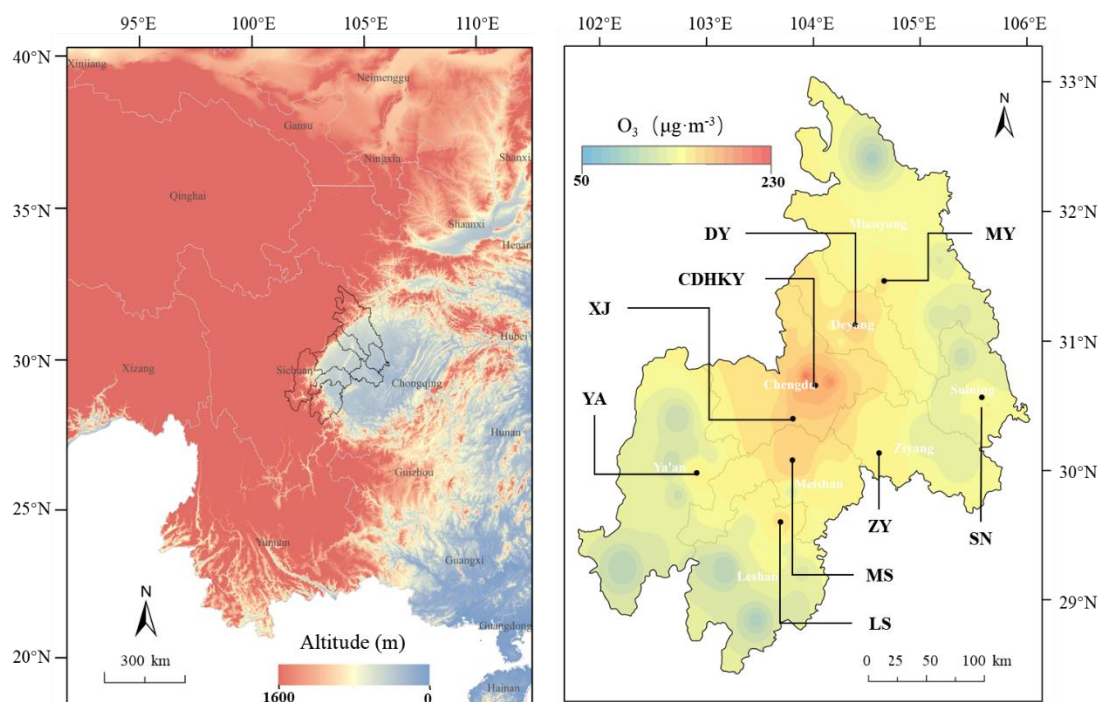 95°E 100°E 105°E 110°E
40°N
35°N
30°N
25°N
20°N
Xinjiang
Neimenggu
Gansu
Ningxia
Shanxi
Qinghai
Shaanxi
Henan
Hubei
Xizang
Sichuan
Chongqing
Hunan
Guizhou
Yunnan
Guangxi
Guangdong
Hainan
N
300 km
Altitude (m)
1600 0
102°E 103°E 104°E 105°E 106°E
33°N
32°N
31°N
30°N
29°N
O₃ (μg·m⁻³)
50 230
N
DY
MY
CDHKY
XJ
YA
ZY
SN
MS
LS
Mianyang
Deyang
Chengdu
Suining
Ziyang
Ya'an
Meishan
Leshan
0 25 50 100 km